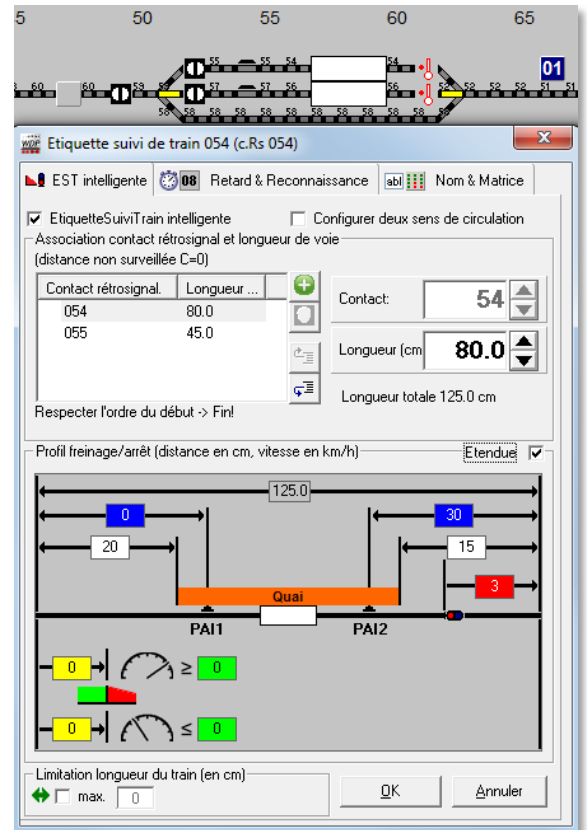 5 50 55 60 65
55 55 54 54
01
60 60 59 57 57 56 56 52 52 52 51 51
58 58 58 58 58 58 58 58
Etiquette suivi de train 054 (c.Rs 054)
EST intelligente 08 Retard & Reconnaissance abl Nom & Matrice
EtiquetteSuiviTrain intelligente Configurer deux sens de circulation
Association contact rétrosignal et longueur de voie
(distance non surveillée C=0)
Contact rétrosignal. Longueur ...
054 80.0
055 45.0
Contact: 54
Longueur (cm 80.0
Longueur totale 125.0 cm
Respecter l'ordre du début -> Fin!
Profil freinage/arrêt (distance en cm, vitesse en km/h) Etendue
125.0
0 30
20 15
3
Quai
PAI1 PAI2
0 ≥ 0
0 ≤ 0
Limitation longueur du train (en cm)
max. 0
OK Annuler